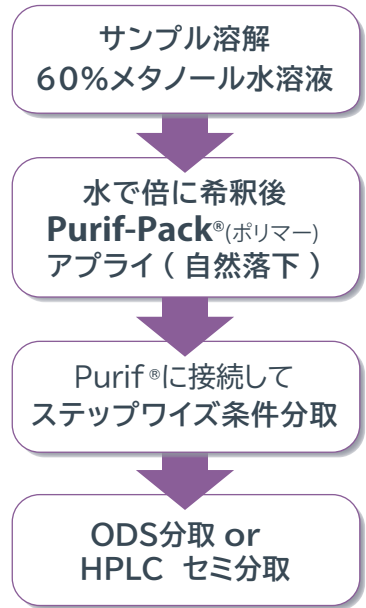 サンプル溶解
60%メタノール水溶液
水で倍に希釈後
Purif-Pack®(ポリマー)
アプライ ( 自然落下 )
Purif ®に接続して
ステップワイズ条件分取
ODS分取 or
HPLC セミ分取